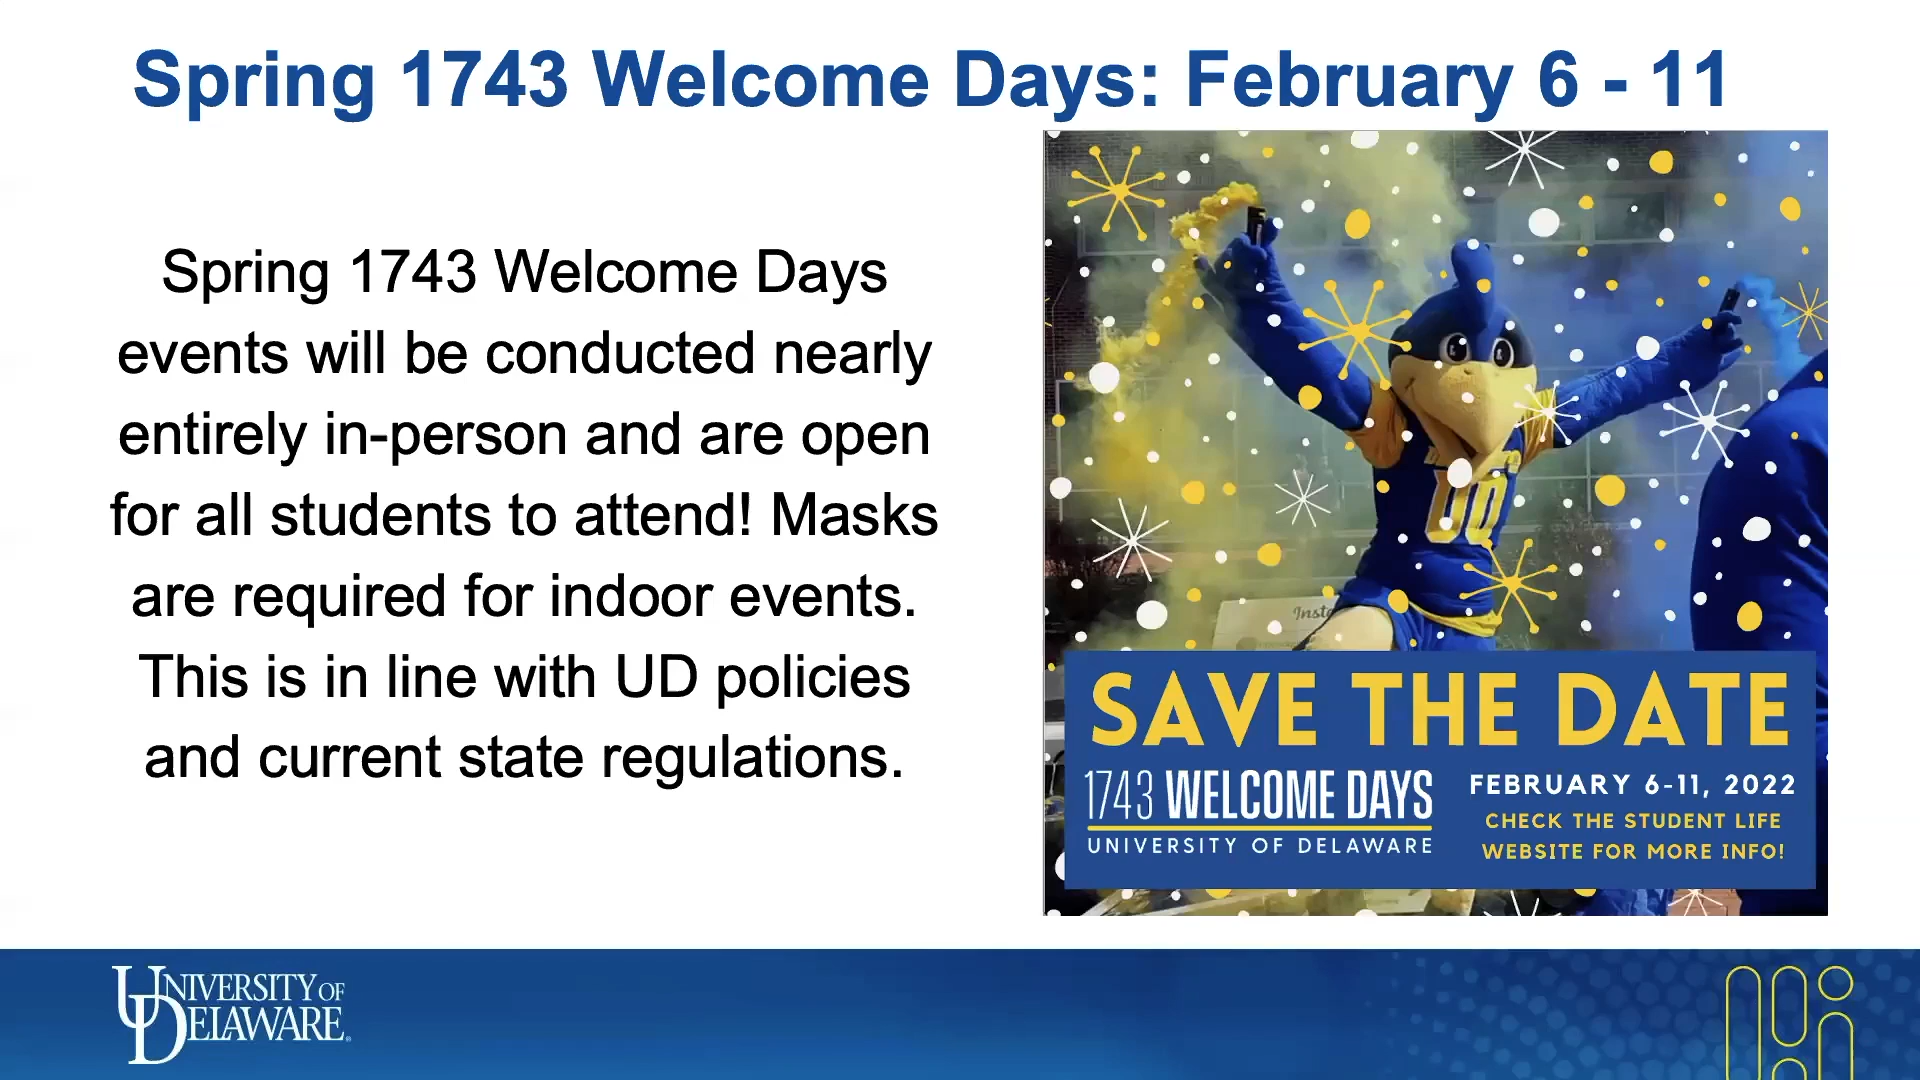 Spring 1743 Welcome Days: February 6 - 11
Spring 1743 Welcome Days
events will be conducted nearly
entirely in-person and are open
for all students to attend! Masks
are required for indoor events.
This is in line with UD policies
and current state regulations.
UD
Insta
SAVE THE DATE
1743 WELCOME DAYS
UNIVERSITY OF DELAWARE
FEBRUARY 6-11, 2022
CHECK THE STUDENT LIFE
WEBSITE FOR MORE INFO!
UNIVERSITY OF
DELAWARE